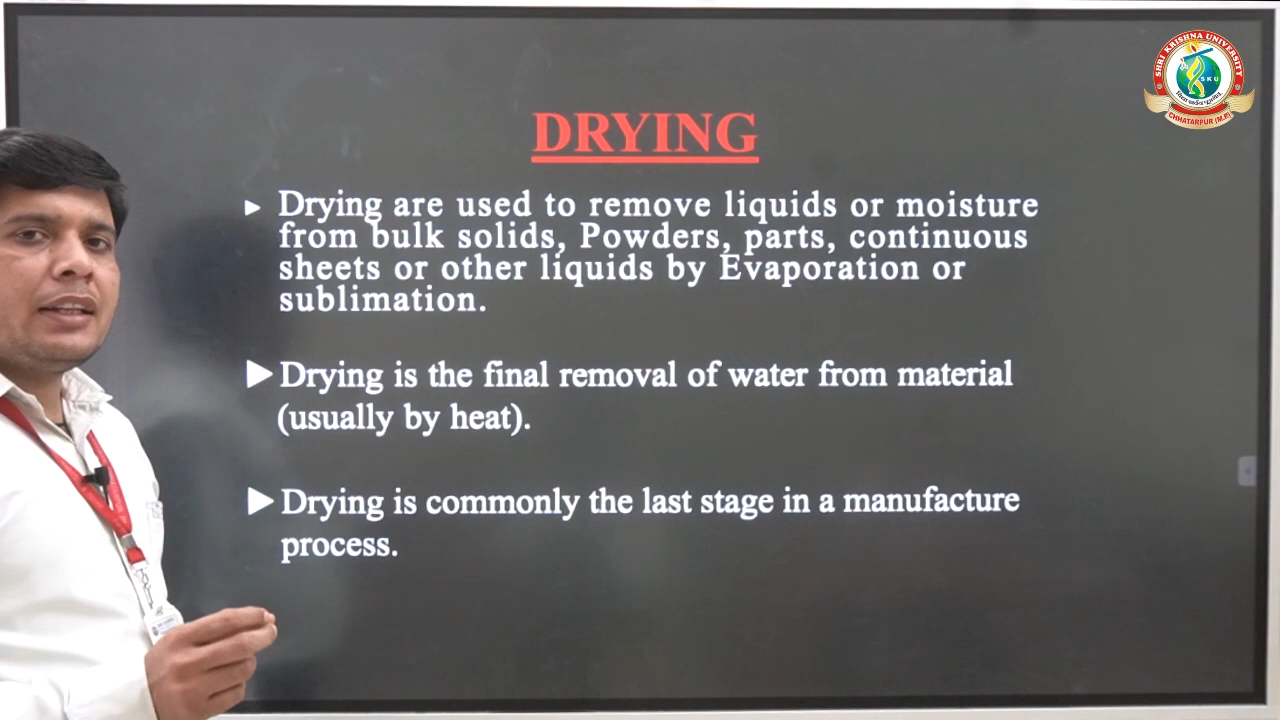 SHRI KRISHNA UNIVERSITY
SKU
CHHATARPUR (M.P.)
DRYING
Drying are used to remove liquids or moisture
from bulk solids, Powders, parts, continuous
sheets or other liquids by Evaporation or
sublimation.
Drying is the final removal of water from material
(usually by heat).
Drying is commonly the last stage in a manufacture
process.